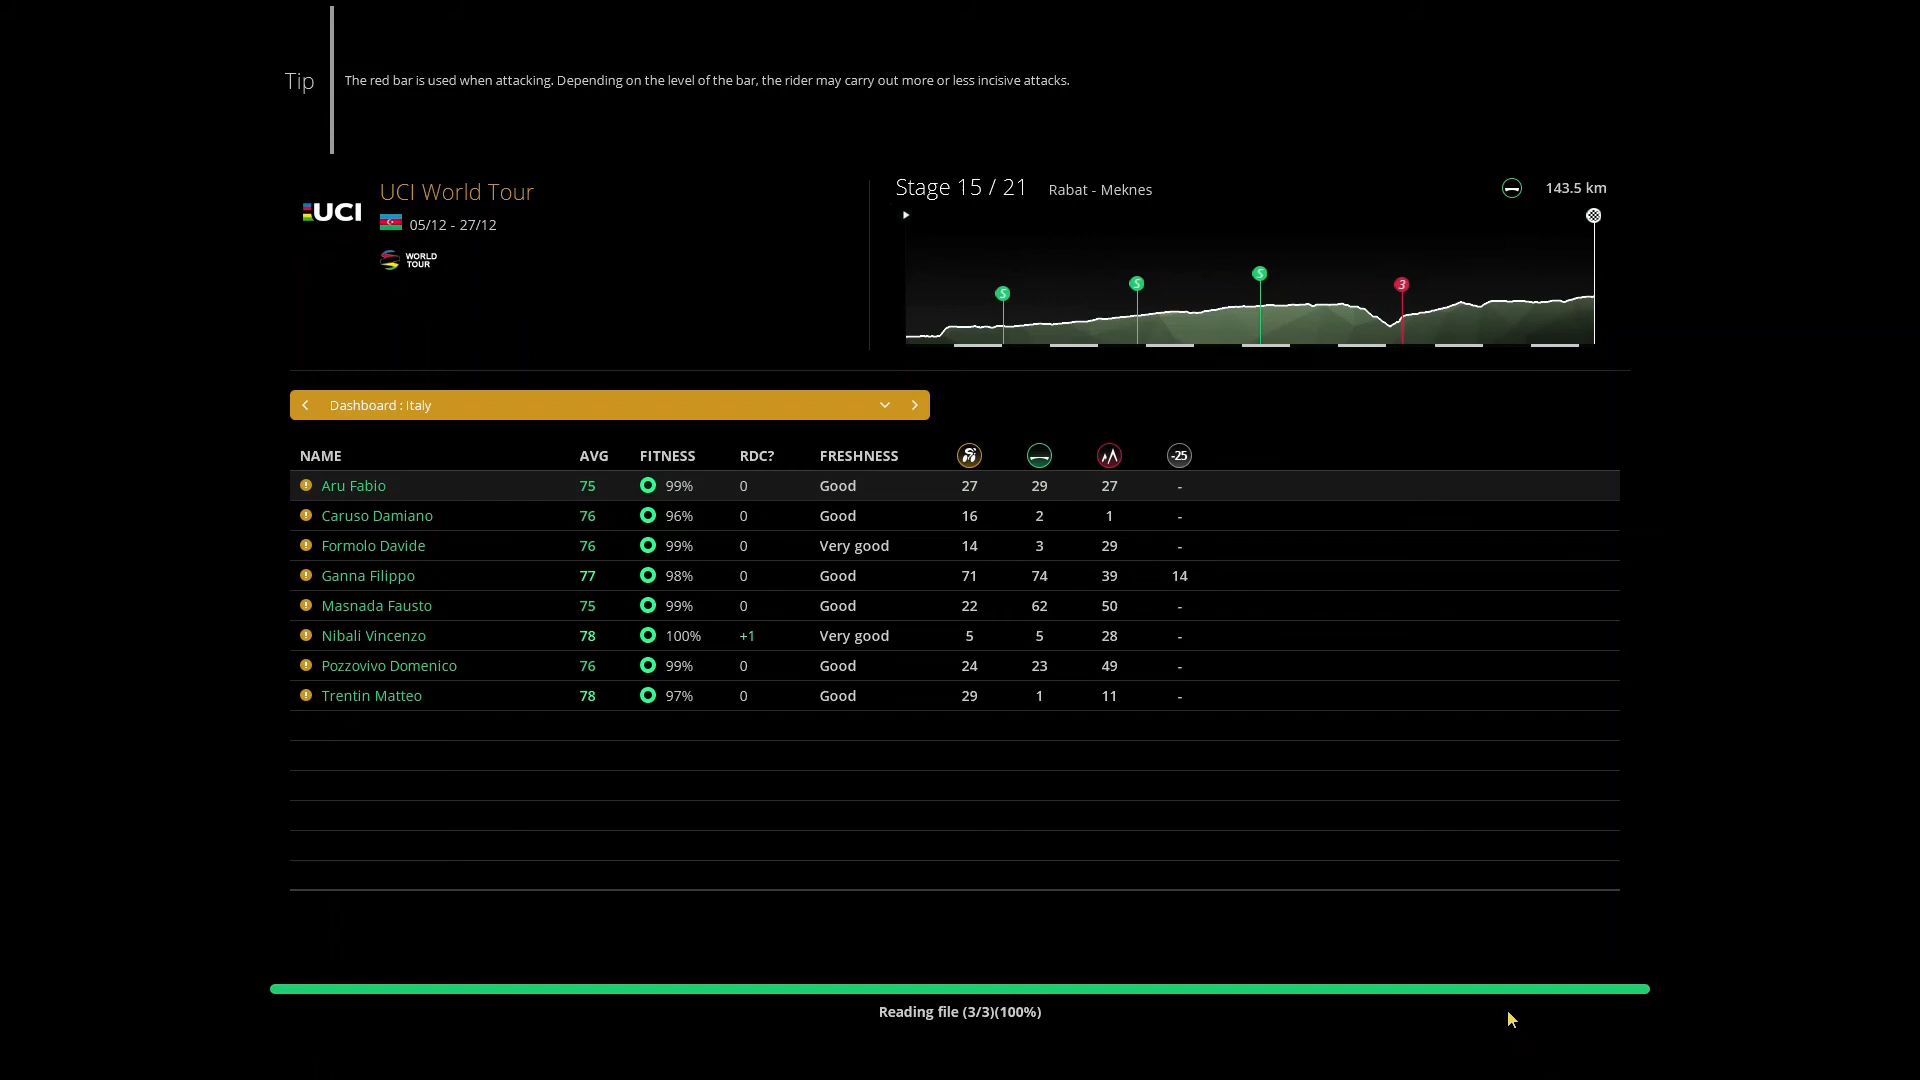 Tip
The red bar is used when attacking. Depending on the level of the bar, the rider may carry out more or less incisive attacks.
UCI
UCI World Tour
05/12 - 27/12
WORLD
TOUR
Stage 15 / 21 Rabat - Meknes 143.5 km
S S S 3
Dashboard : Italy
NAME AVG FITNESS RDC? FRESHNESS -25
Aru Fabio 75 99% 0 Good 27 29 27 -
Caruso Damiano 76 96% 0 Good 16 2 1 -
Formolo Davide 76 99% 0 Very good 14 3 29 -
Ganna Filippo 77 98% 0 Good 71 74 39 14
Masnada Fausto 75 99% 0 Good 22 62 50 -
Nibali Vincenzo 78 100% +1 Very good 5 5 28 -
Pozzovivo Domenico 76 99% 0 Good 24 23 49 -
Trentin Matteo 78 97% 0 Good 29 1 11 -
Reading file (3/3)(100%)